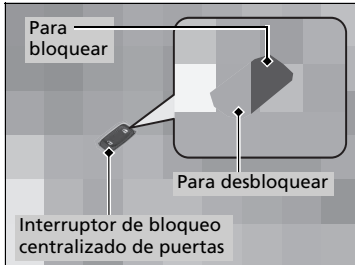 Para
bloquear
Para desbloquear
Interruptor de bloqueo
centralizado de puertas